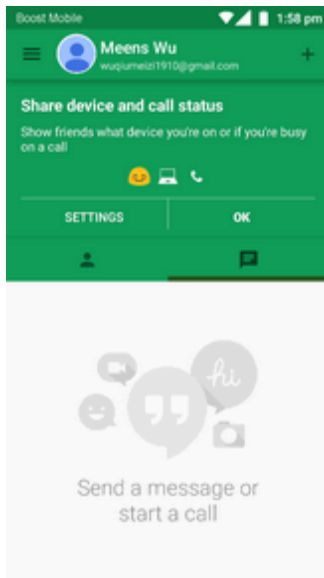 Boost Mobile 1:58 pm
Meens Wu
wuqiumeizi1910@gmail.com
Share device and call status
Show friends what device you're on or if you're busy
on a call
SETTINGS OK
hi
Send a message or
start a call